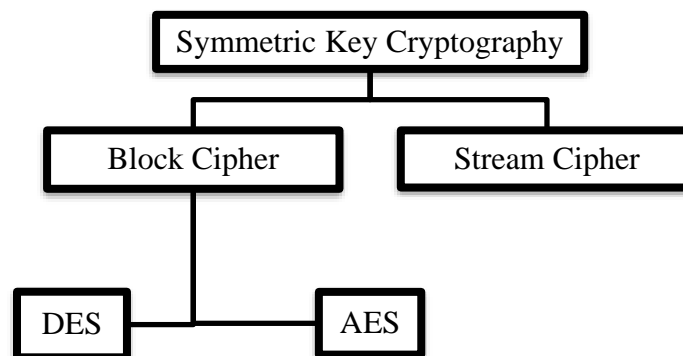 Symmetric Key Cryptography
Block Cipher
Stream Cipher
DES
AES